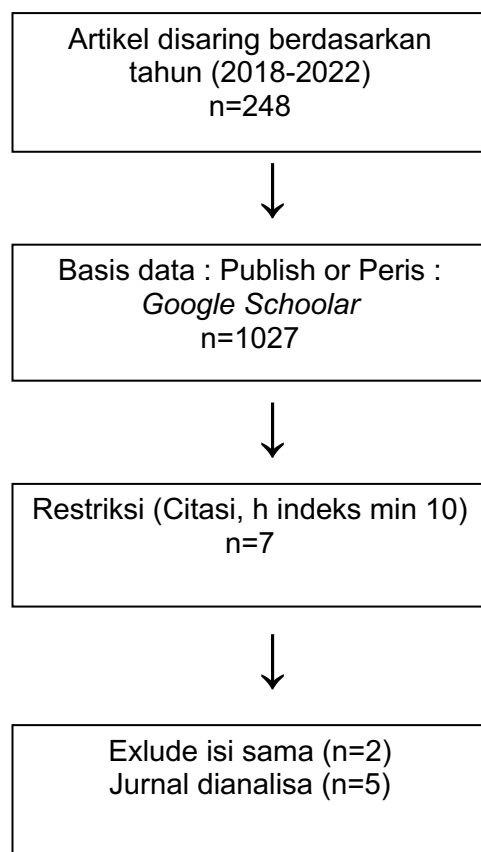 Artikel disaring berdasarkan
tahun (2018-2022)
n=248
Basis data : Publish or Peris :
Google Schoolar
n=1027
Restriksi (Citasi, h indeks min 10)
n=7
Exlude isi sama (n=2)
Jurnal dianalisa (n=5)